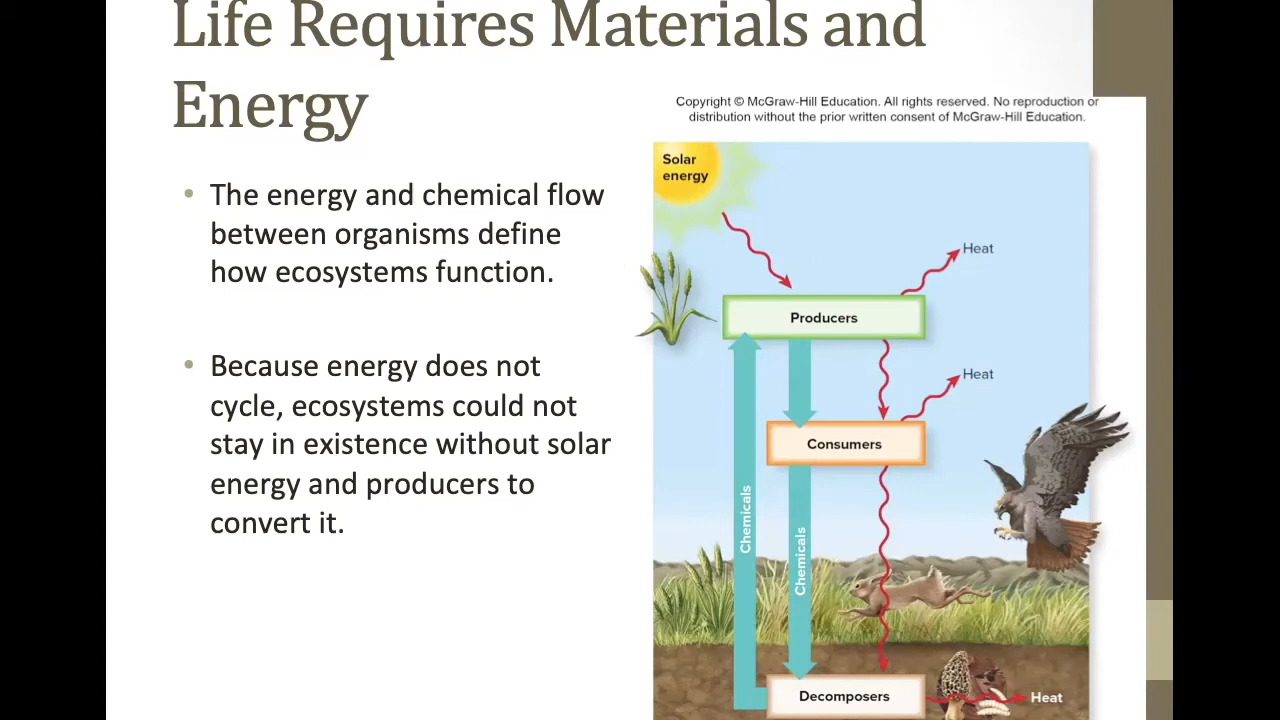 Life Requires Materials and
Energy
• The energy and chemical flow
between organisms define
how ecosystems function.
• Because energy does not
cycle, ecosystems could not
stay in existence without solar
energy and producers to
convert it.
Copyright © McGraw-Hill Education. All rights reserved. No reproduction or
distribution without the prior written consent of McGraw-Hill Education.
Solar
energy
Heat
Producers
Heat
Consumers
Chemicals
Chemicals
Decomposers
Heat